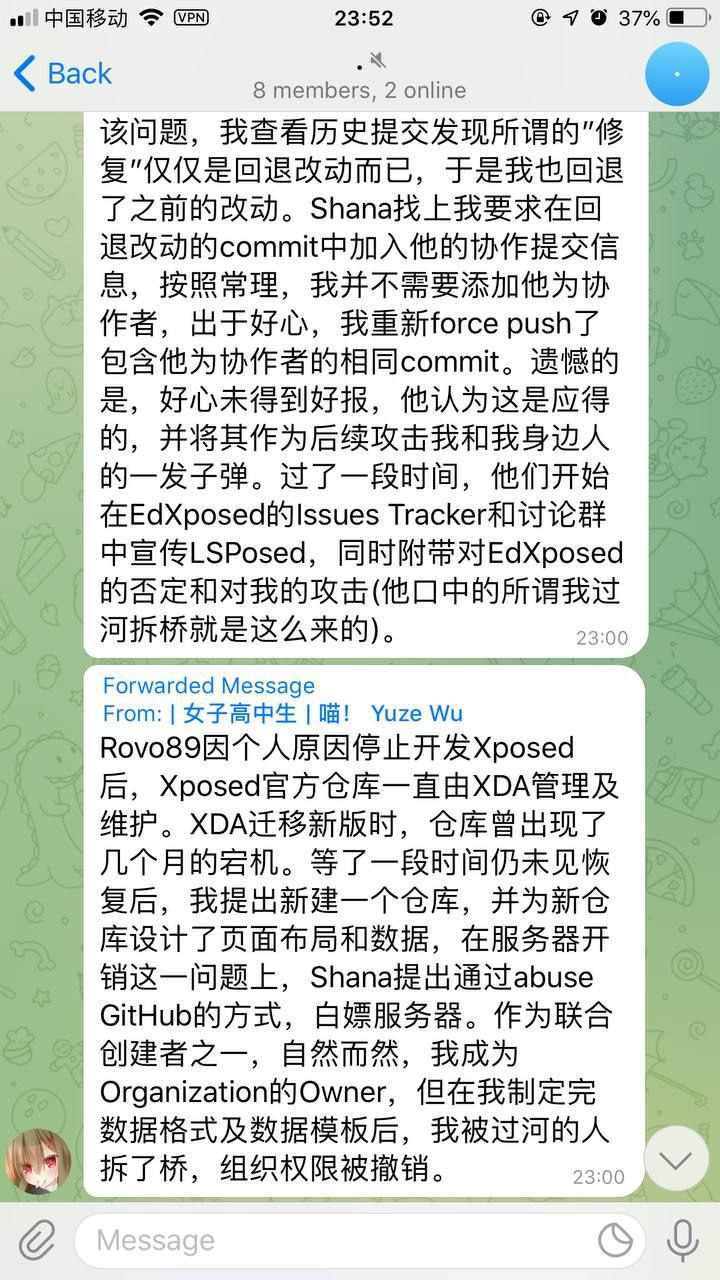 中国移动 VPN 23:52 37%
Back
.
8 members, 2 online
该问题，我查看历史提交发现所谓的”修
复”仅仅是回退改动而已，于是我也回退
了之前的改动。Shana找上我要求在回
退改动的commit中加入他的协作提交信
息，按照常理，我并不需要添加他为协
作者，出于好心，我重新force push了
包含他为协作者的相同commit。遗憾的
是，好心未得到好报，他认为这是应得
的，并将其作为后续攻击我和我身边人
的一发子弹。过了一段时间，他们开始
在EdXposed的Issues Tracker和讨论群
中宣传LSPosed，同时附带对EdXposed
的否定和对我的攻击(他口中的所谓我过
河拆桥就是这么来的)。
23:00
Forwarded Message
From: | 女子高中生 | 喵！ Yuze Wu
Rovo89因个人原因停止开发Xposed
后，Xposed官方仓库一直由XDA管理及
维护。XDA迁移新版时，仓库曾出现了
几个月的宕机。等了一段时间仍未见恢
复后，我提出新建一个仓库，并为新仓
库设计了页面布局和数据，在服务器开
销这一问题上，Shana提出通过abuse
GitHub的方式，白嫖服务器。作为联合
创建者之一，自然而然，我成为
Organization的Owner，但在我制定完
数据格式及数据模板后，我被过河的人
拆了桥，组织权限被撤销。
23:00
Message